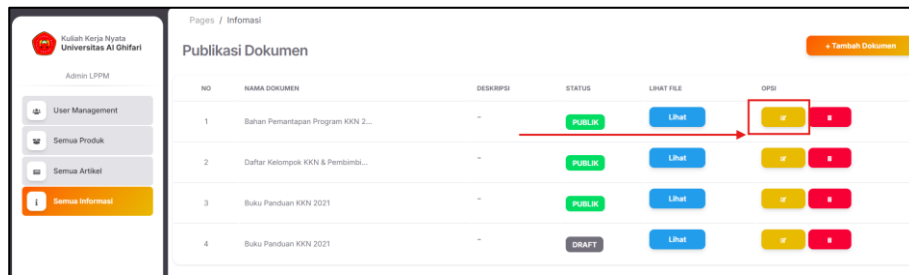 Kuliah Kerja Nyata
Universitas Al Ghifari
Admin LPPM
User Management
Semua Produk
Semua Artikel
Semua Informasi
Pages / Infomasi
Publikasi Dokumen
+ Tambah Dokumen
NO NAMA DOKUMEN DESKRIPSI STATUS LIHAT FILE OPSI
1 Bahan Pemantapan Program KKN 2... - PUBLIK Lihat
2 Daftar Kelompok KKN & Pembimbi... - PUBLIK Lihat
3 Buku Panduan KKN 2021 - PUBLIK Lihat
4 Buku Panduan KKN 2021 - DRAFT Lihat